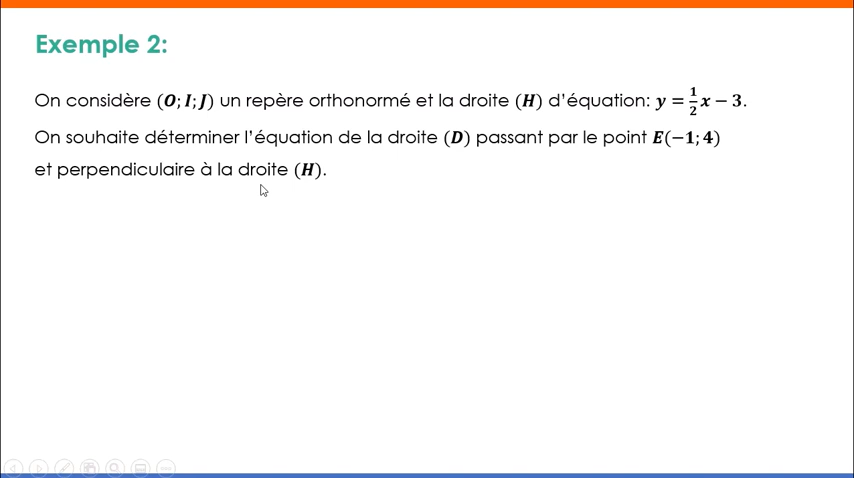 Exemple 2:
On considère (O; I; J) un repère orthonormé et la droite (H) d'équation: y = 1/2 x − 3.
On souhaite déterminer l'équation de la droite (D) passant par le point E(−1; 4)
et perpendiculaire à la droite (H).